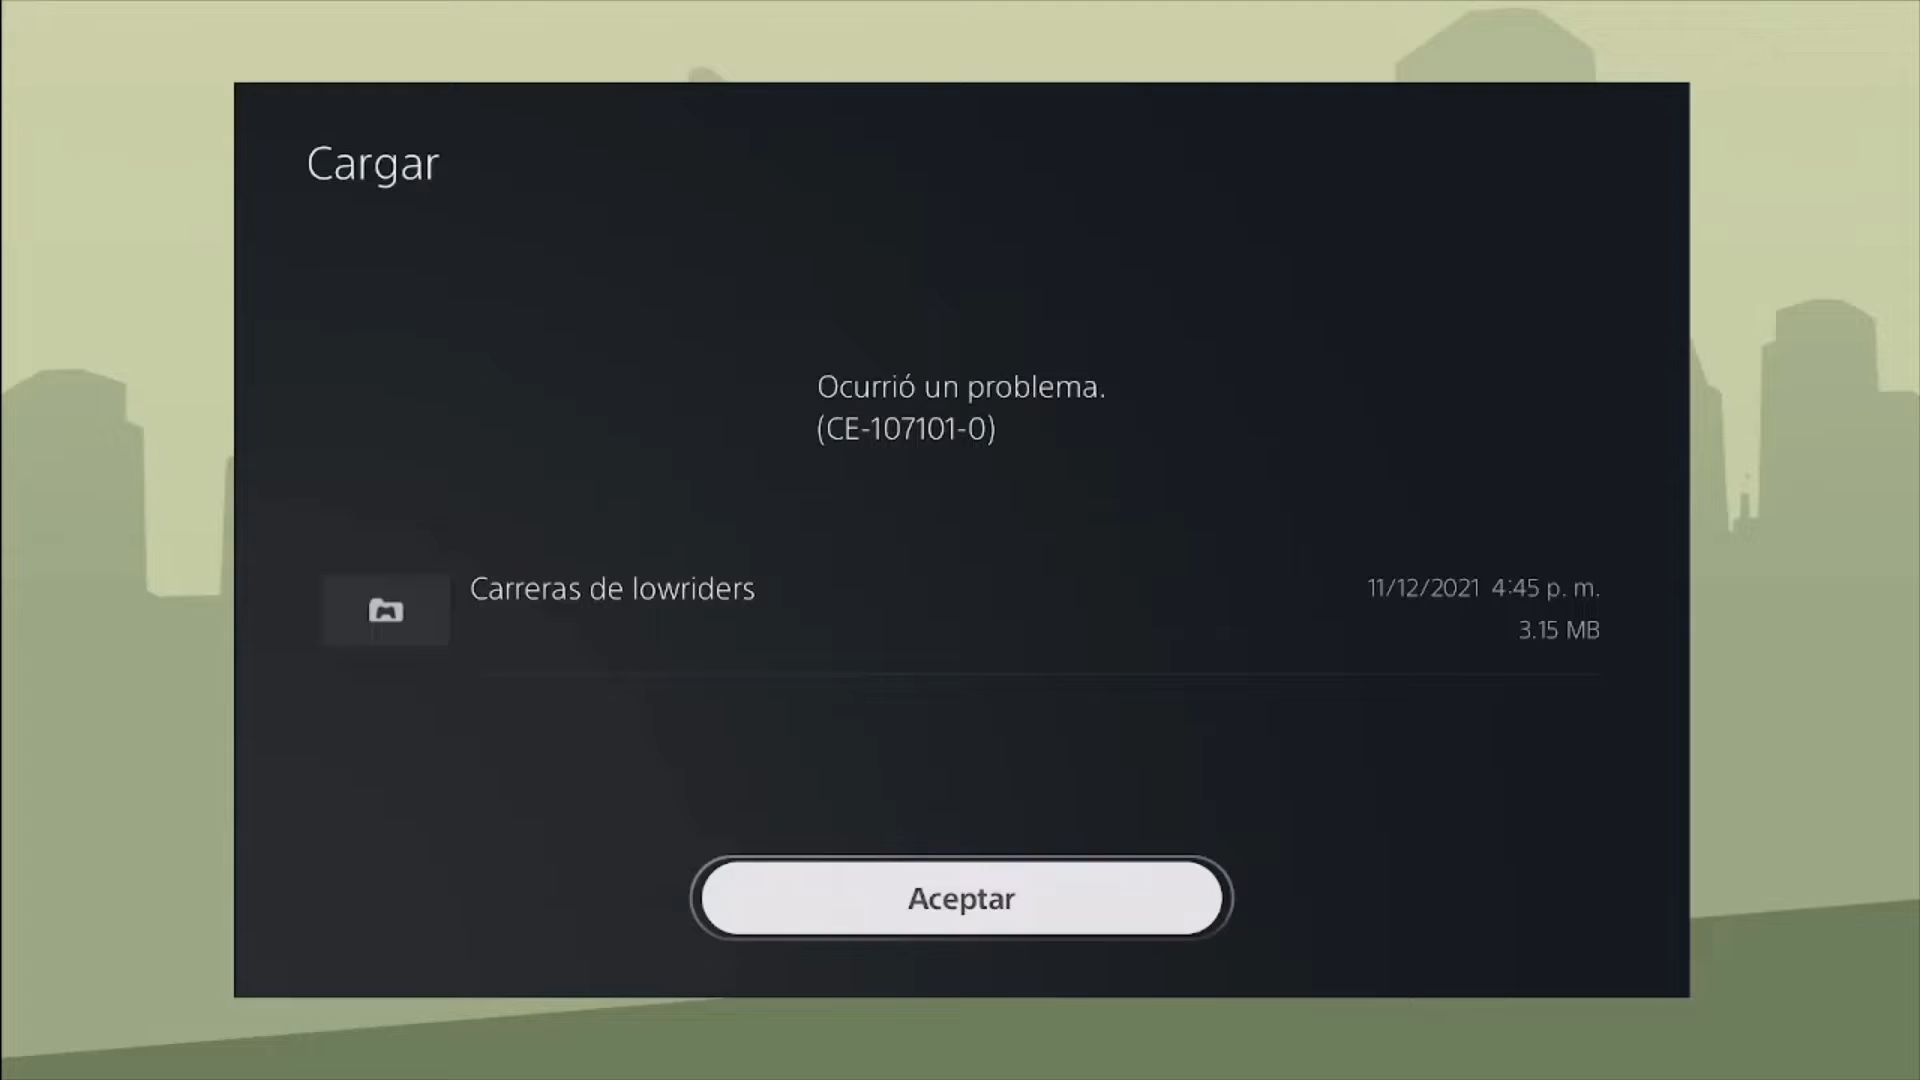 Cargar
Ocurrió un problema.
(CE-107101-0)
Carreras de lowriders
11/12/2021 4:45 p. m.
3.15 MB
Aceptar